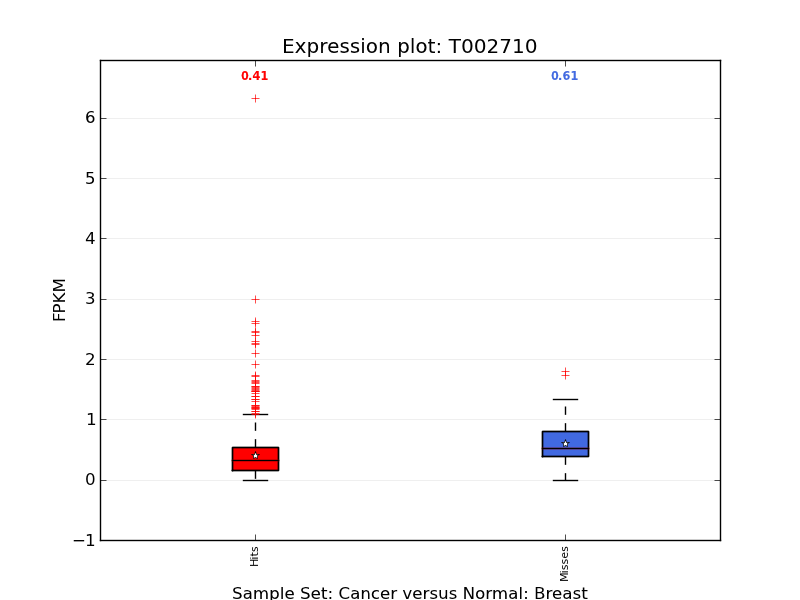 Expression plot: T002710
0.41
0.61
6
5
4
3
2
1
0
−1
FPKM
Hits
Misses
Sample Set: Cancer versus Normal: Breast